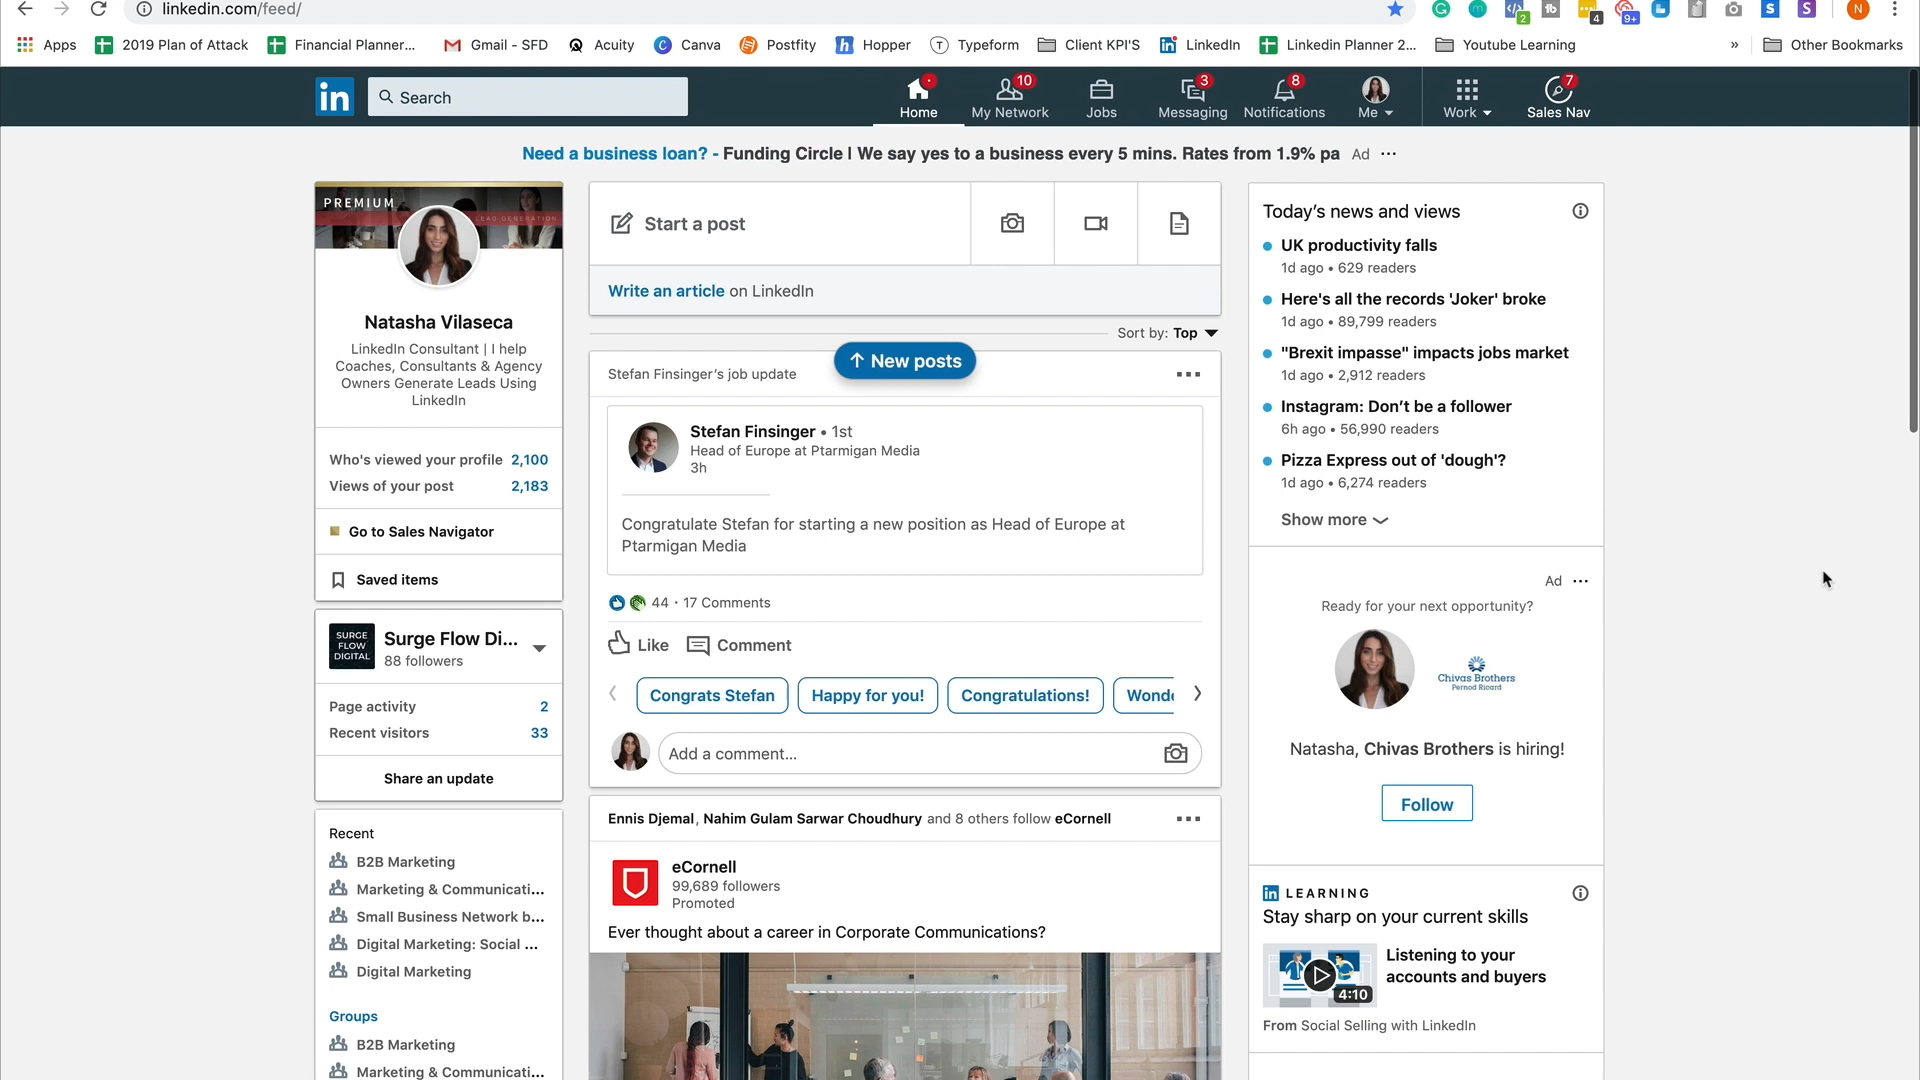 linkedin.com/feed/
2
4
9+
N
Apps
2019 Plan of Attack
Financial Planner...
Gmail - SFD
Acuity
Canva
Postfity
Hopper
Typeform
Client KPI'S
LinkedIn
Linkedin Planner 2...
Youtube Learning
»
Other Bookmarks
in
Search
Home
10
My Network
Jobs
3
Messaging
8
Notifications
Me
Work
7
Sales Nav
Need a business loan? - Funding Circle | We say yes to a business every 5 mins. Rates from 1.9% pa Ad ···
PREMIUM
LEAD GENERATION
Natasha Vilaseca
LinkedIn Consultant | I help
Coaches, Consultants & Agency
Owners Generate Leads Using
LinkedIn
Who's viewed your profile 2,100
Views of your post 2,183
Go to Sales Navigator
Saved items
SURGE
FLOW
DIGITAL
Surge Flow Di...
88 followers
Page activity 2
Recent visitors 33
Share an update
Recent
B2B Marketing
Marketing & Communicati...
Small Business Network b...
Digital Marketing: Social ...
Digital Marketing
Groups
B2B Marketing
Marketing & Communicati...
Start a post
Write an article on LinkedIn
Sort by: Top
↑ New posts
Stefan Finsinger's job update
Stefan Finsinger • 1st
Head of Europe at Ptarmigan Media
3h
Congratulate Stefan for starting a new position as Head of Europe at
Ptarmigan Media
44 · 17 Comments
Like
Comment
Congrats Stefan
Happy for you!
Congratulations!
Wonde
Add a comment...
Ennis Djemal, Nahim Gulam Sarwar Choudhury and 8 others follow eCornell
eCornell
99,689 followers
Promoted
Ever thought about a career in Corporate Communications?
Today's news and views
UK productivity falls
1d ago • 629 readers
Here's all the records 'Joker' broke
1d ago • 89,799 readers
"Brexit impasse" impacts jobs market
1d ago • 2,912 readers
Instagram: Don't be a follower
6h ago • 56,990 readers
Pizza Express out of 'dough'?
1d ago • 6,274 readers
Show more
Ad ···
Ready for your next opportunity?
Chivas Brothers
Pernod Ricard
Natasha, Chivas Brothers is hiring!
Follow
in LEARNING
Stay sharp on your current skills
Listening to your
accounts and buyers
4:10
From Social Selling with LinkedIn